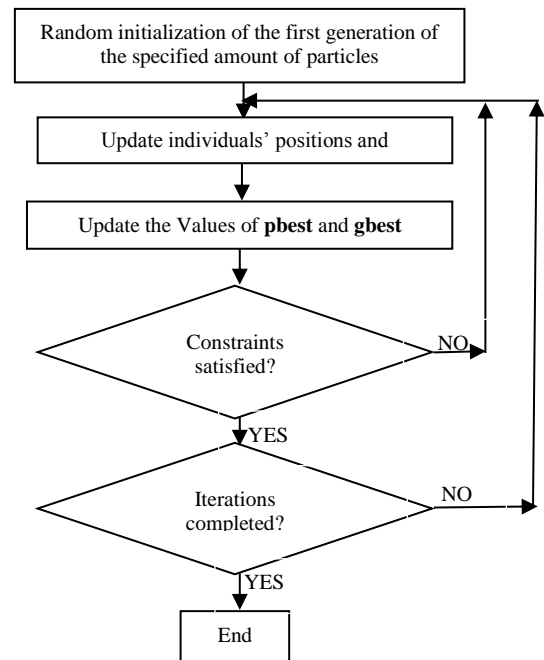 Random initialization of the first generation of
the specified amount of particles
Update individuals’ positions and
Update the Values of pbest and gbest
Constraints
satisfied?
NO
YES
Iterations
completed?
NO
YES
End